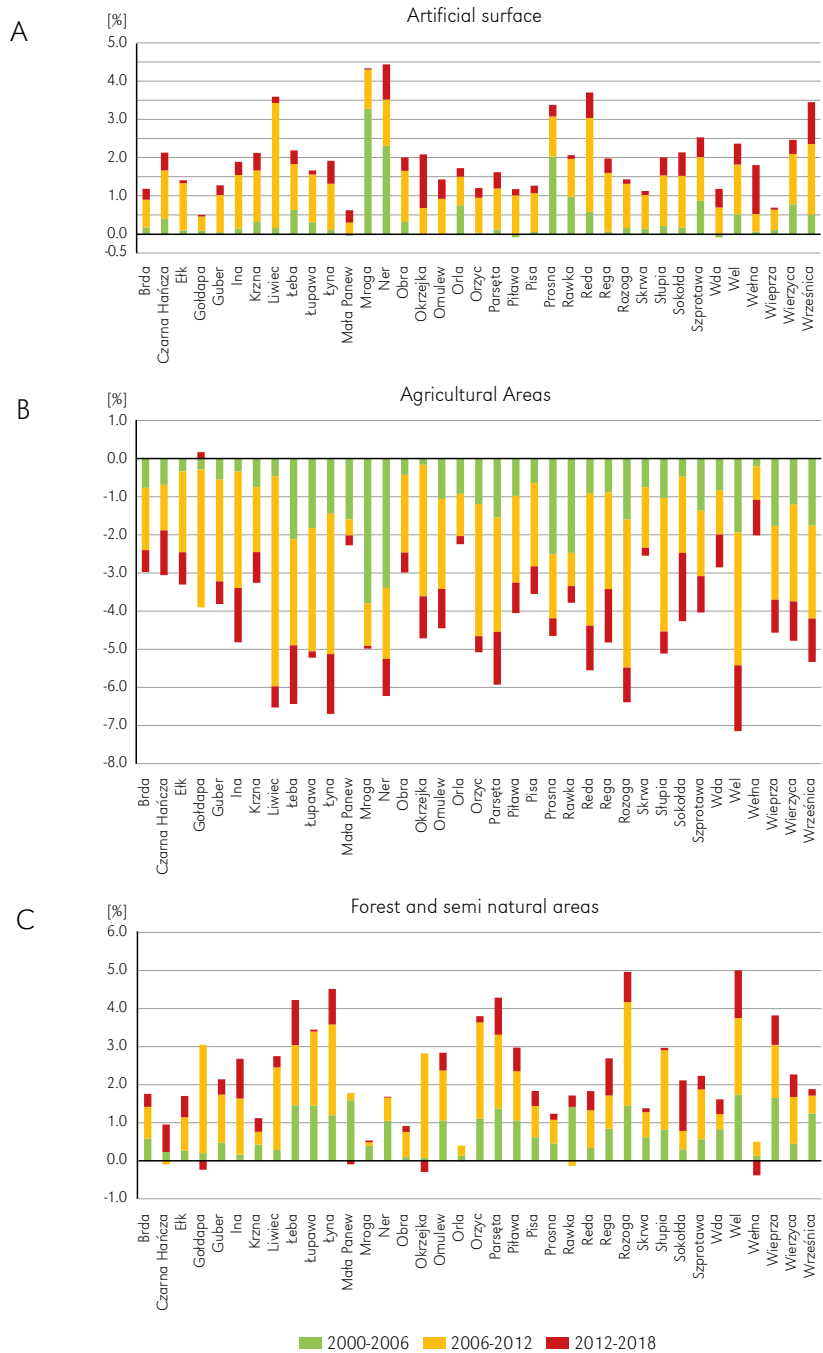 A
[%]
Artificial surface
5.0
4.0
3.0
2.0
1.0
0.0
-0.5
Brda
Czarna Hańcza
Ełk
Gołdapa
Guber
Ina
Krzna
Liwiec
Łeba
Łupawa
Łyna
Mała Panew
Mroga
Ner
Obra
Okrzejka
Omulew
Orla
Orzyc
Parsęta
Piława
Pisa
Prosna
Rawka
Reda
Rega
Rozoga
Skrwa
Słupia
Sokołda
Szprotawa
Wda
Wel
Wełna
Wieprza
Wierzyca
Wrześnica
B
[%]
Agricultural Areas
1.0
0.0
-1.0
-2.0
-3.0
-4.0
-5.0
-6.0
-7.0
-8.0
Brda
Czarna Hańcza
Ełk
Gołdapa
Guber
Ina
Krzna
Liwiec
Łeba
Łupawa
Łyna
Mała Panew
Mroga
Ner
Obra
Okrzejka
Omulew
Orla
Orzyc
Parsęta
Piława
Pisa
Prosna
Rawka
Reda
Rega
Rozoga
Skrwa
Słupia
Sokołda
Szprotawa
Wda
Wel
Wełna
Wieprza
Wierzyca
Wrześnica
C
[%]
Forest and semi natural areas
6.0
5.0
4.0
3.0
2.0
1.0
0.0
-1.0
Brda
Czarna Hańcza
Ełk
Gołdapa
Guber
Ina
Krzna
Liwiec
Łeba
Łupawa
Łyna
Mała Panew
Mroga
Ner
Obra
Okrzejka
Omulew
Orla
Orzyc
Parsęta
Piława
Pisa
Prosna
Rawka
Reda
Rega
Rozoga
Skrwa
Słupia
Sokołda
Szprotawa
Wda
Wel
Wełna
Wieprza
Wierzyca
Wrześnica
2000-2006 2006-2012 2012-2018